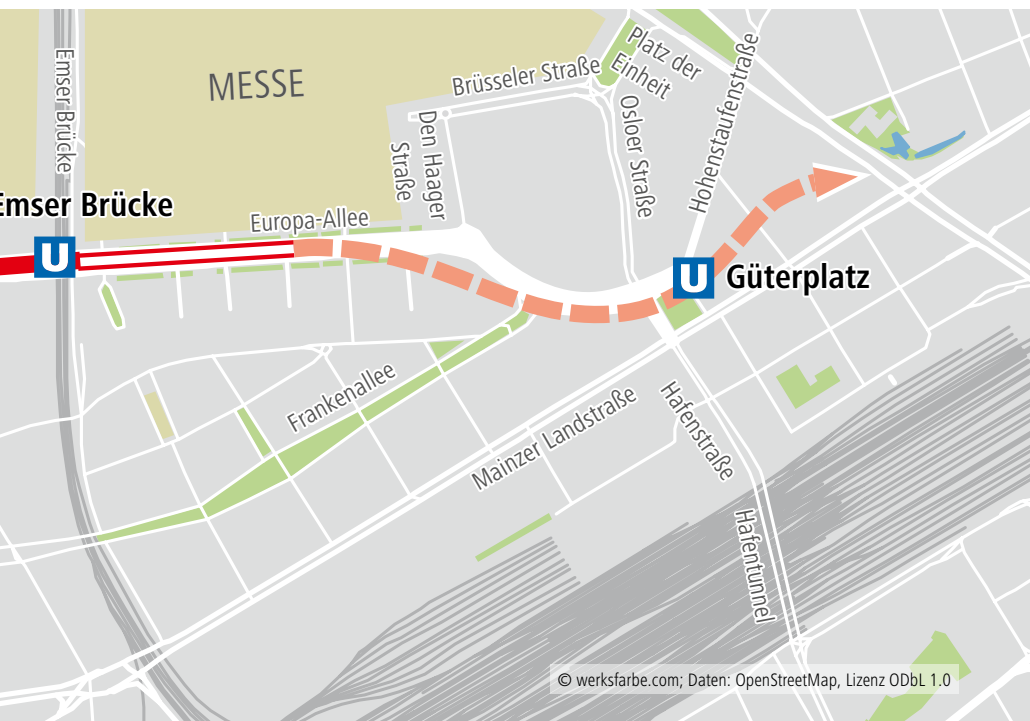 Emser Brücke
MESSE
Brüsseler Straße
Platz der
Einheit
Hohenstaufenstraße
Osloer Straße
Den Haager
Straße
Emser Brücke
U
Europa-Allee
U
Güterplatz
Frankenallee
Mainzer Landstraße
Hafenstraße
Hafentunnel
© werksfarbe.com; Daten: OpenStreetMap, Lizenz ODbL 1.0